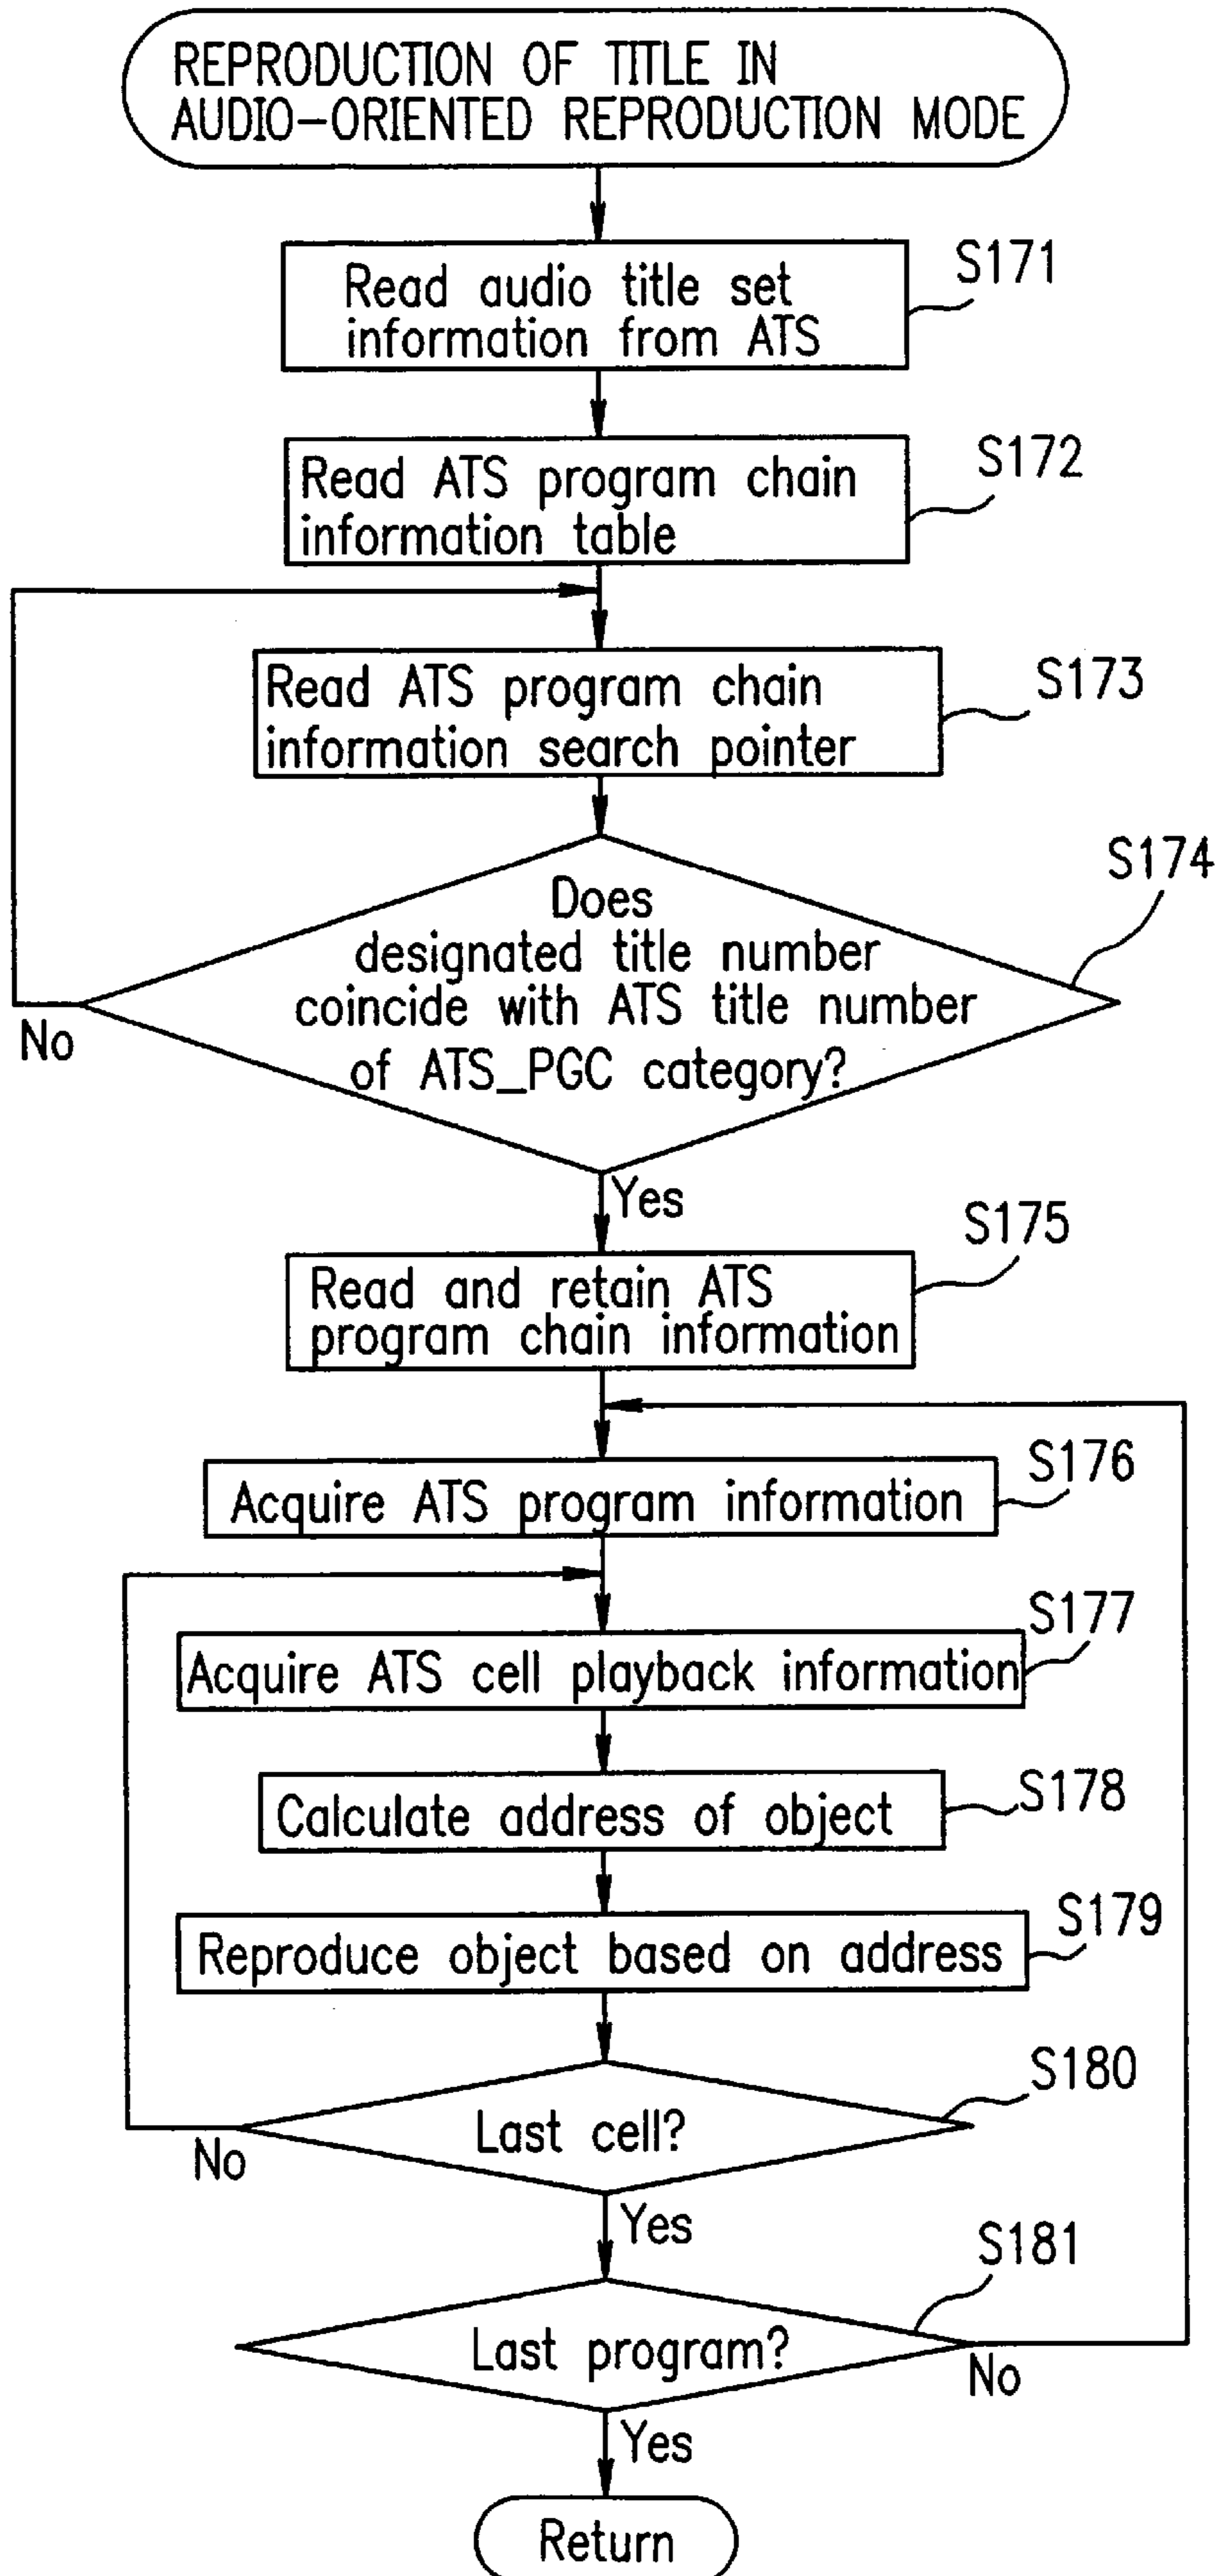 REPRODUCTION OF TITLE IN
AUDIO-ORIENTED REPRODUCTION MODE
Read audio title set
information from ATS
S171
Read ATS program chain
information table
S172
Read ATS program chain
information search pointer
S173
Does
designated title number
coincide with ATS title number
of ATS_PGC category?
S174
No
Yes
Read and retain ATS
program chain information
S175
Acquire ATS program information
S176
Acquire ATS cell playback information
S177
Calculate address of object
S178
Reproduce object based on address
S179
Last cell?
S180
No
Yes
Last program?
S181
No
Yes
Return